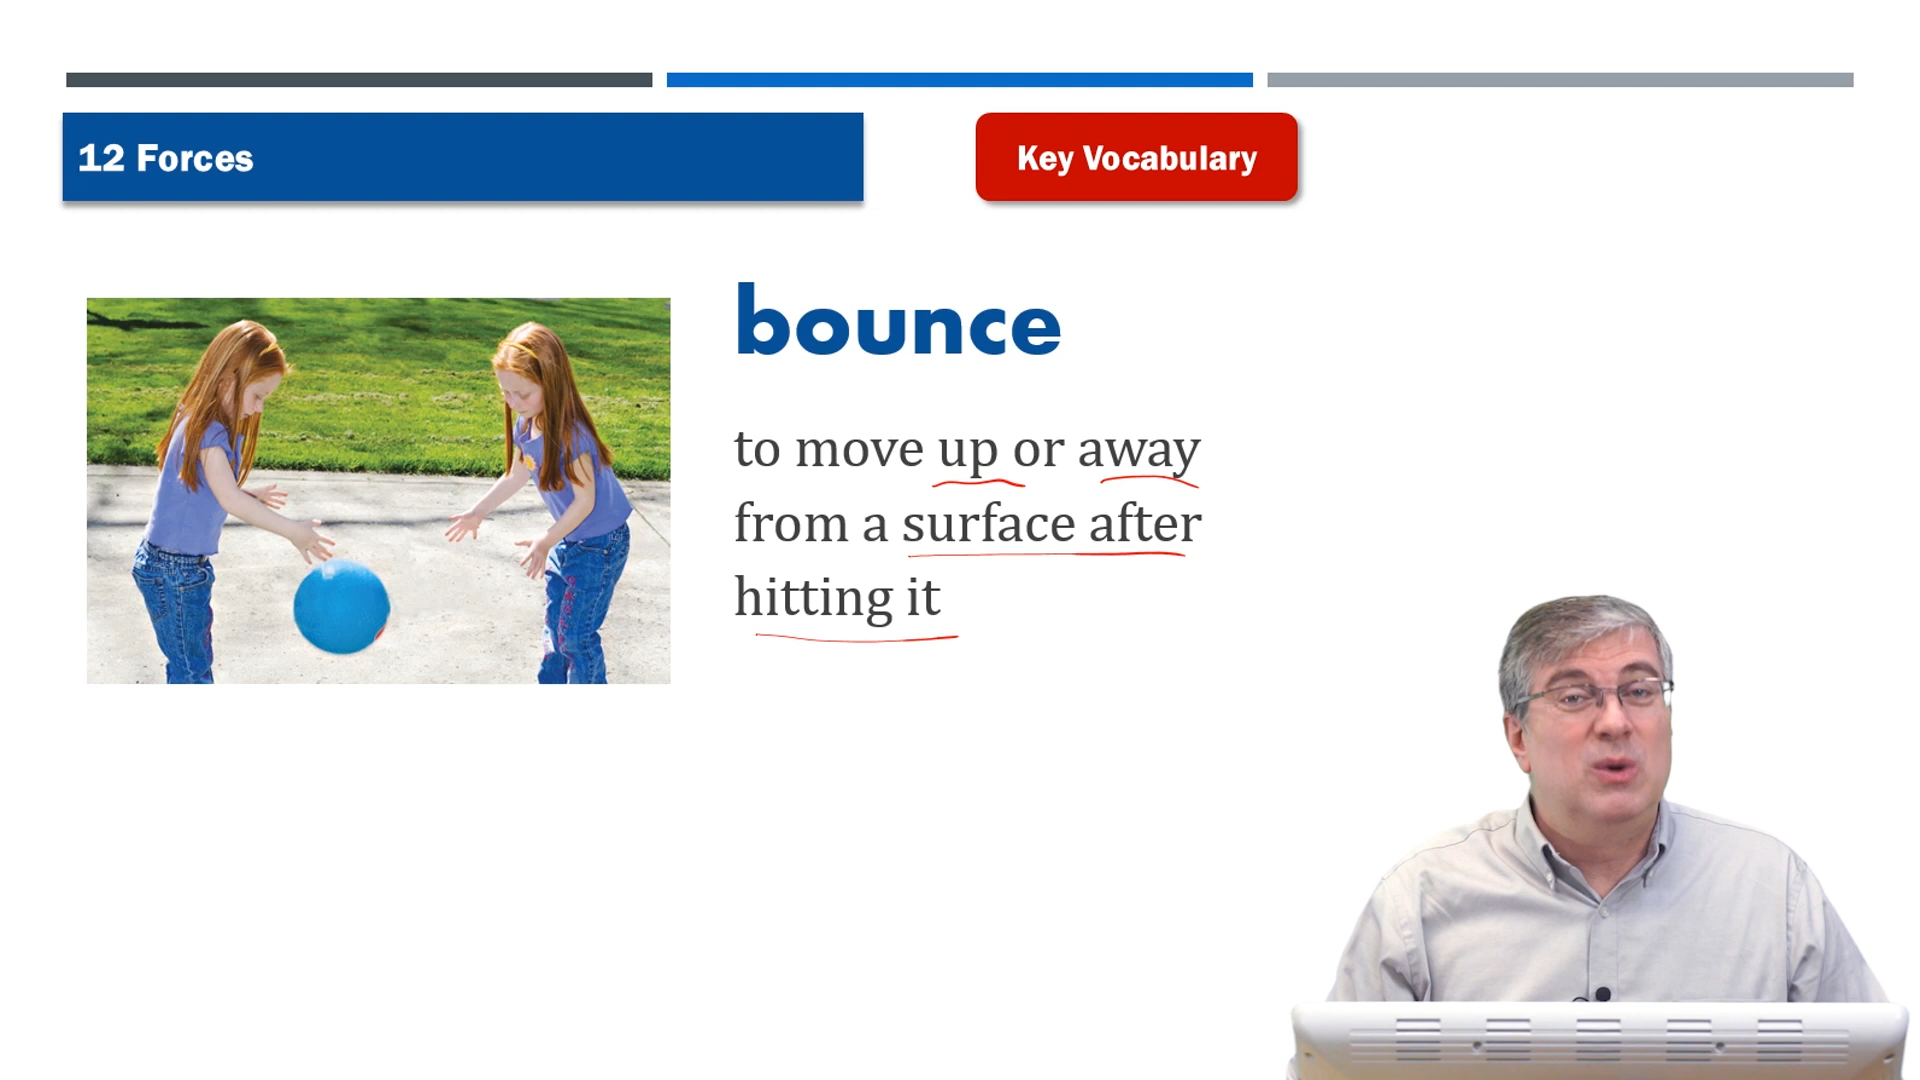 12 Forces
Key Vocabulary
bounce
to move up or away
from a surface after
hitting it